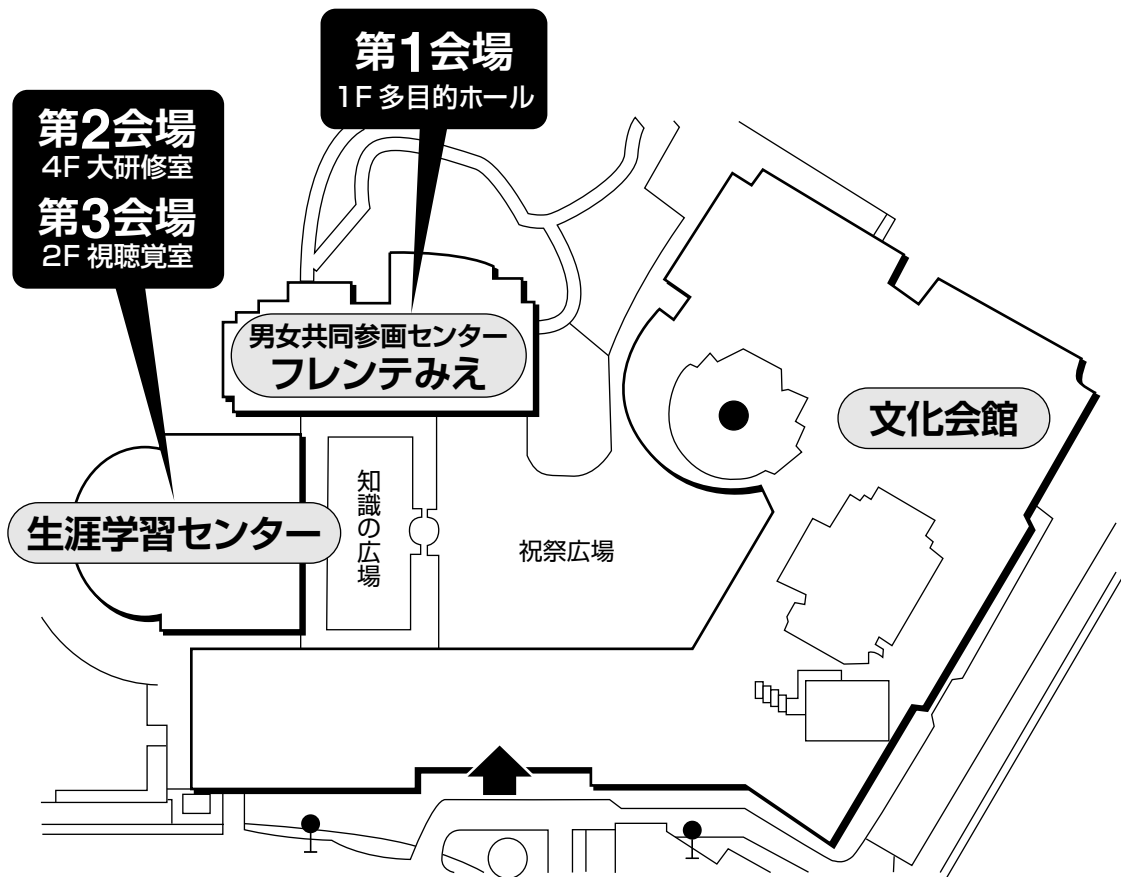 第1会場
1F 多目的ホール
第2会場
4F 大研修室
第3会場
2F 視聴覚室
男女共同参画センター
フレンテみえ
文化会館
生涯学習センター
知識の広場
祝祭広場